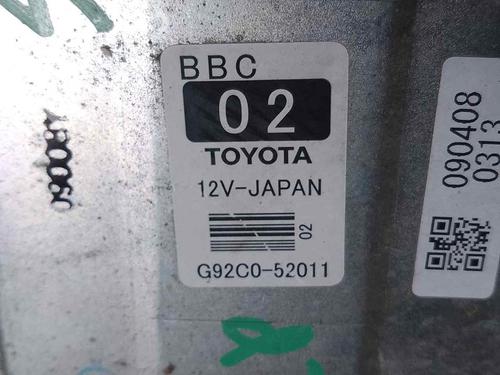 BBC
02
TOYOTA
12V-JAPAN
02
G92C0-52011
090408
0313